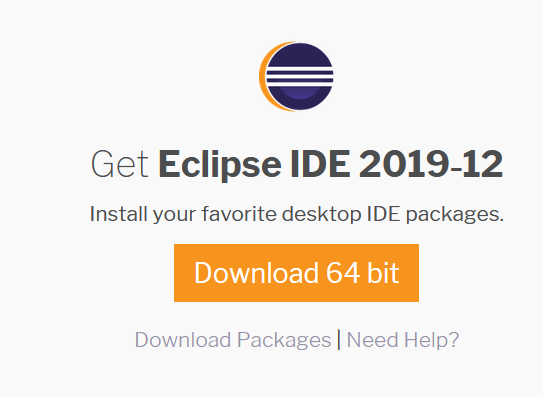 Get Eclipse IDE 2019-12
Install your favorite desktop IDE packages.
Download 64 bit
Download Packages | Need Help?